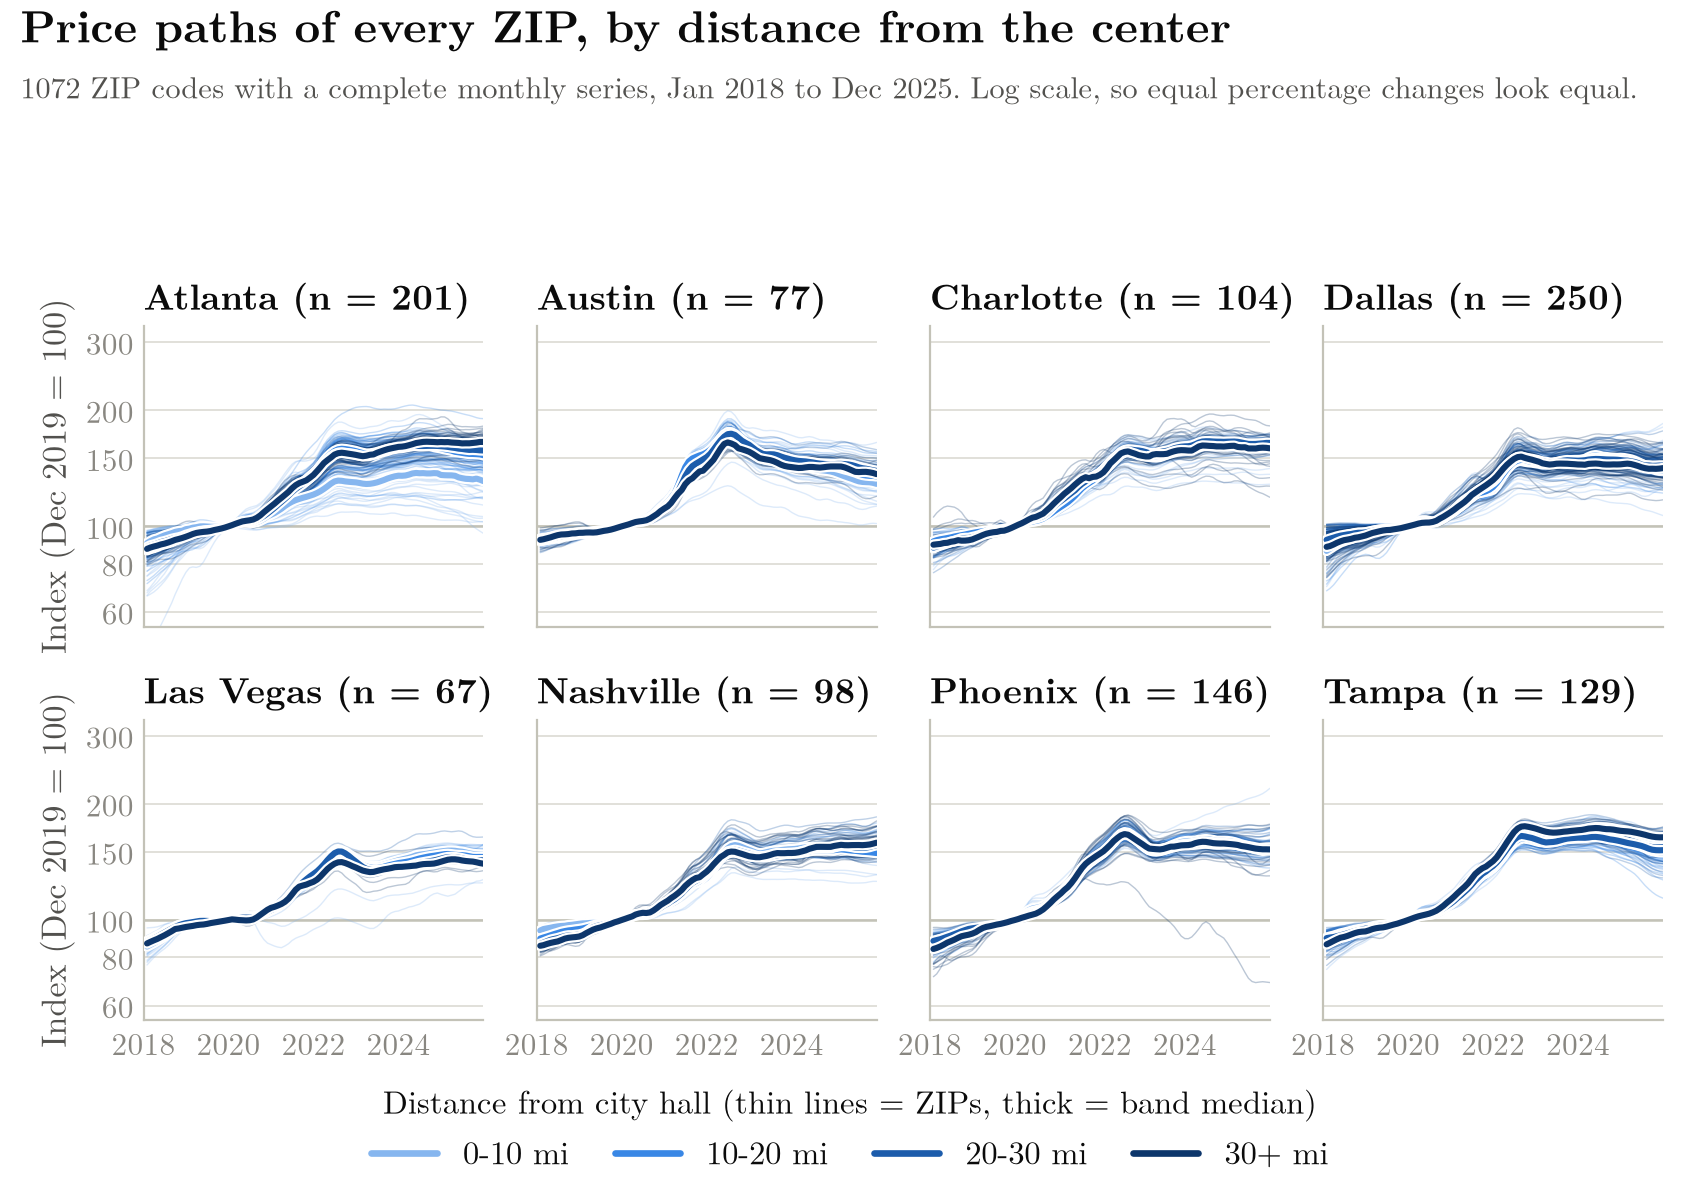 Price paths of every ZIP, by distance from the center
1072 ZIP codes with a complete monthly series, Jan 2018 to Dec 2025. Log scale, so equal percentage changes look equal.
Atlanta (n = 201)
Austin (n = 77)
Charlotte (n = 104)
Dallas (n = 250)
Index (Dec 2019 = 100)
300
200
150
100
80
60
Las Vegas (n = 67)
Nashville (n = 98)
Phoenix (n = 146)
Tampa (n = 129)
Index (Dec 2019 = 100)
300
200
150
100
80
60
2018 2020 2022 2024
2018 2020 2022 2024
2018 2020 2022 2024
2018 2020 2022 2024
Distance from city hall (thin lines = ZIPs, thick = band median)
0-10 mi 10-20 mi 20-30 mi 30+ mi